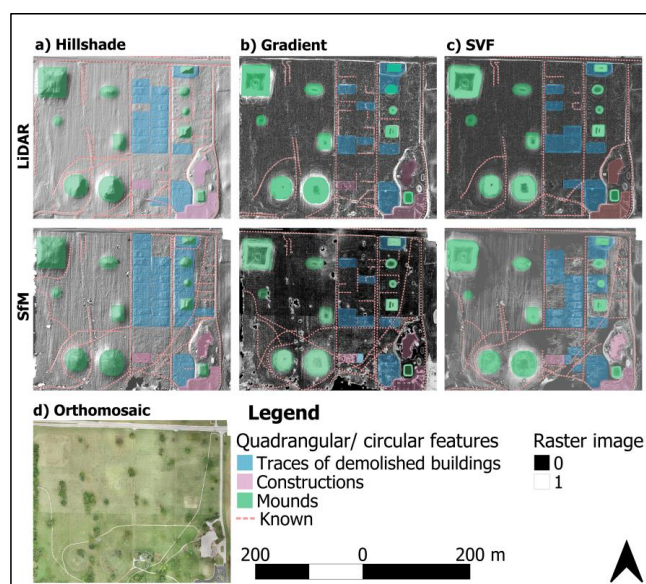 a) Hillshade
b) Gradient
c) SVF
LiDAR
SfM
d) Orthomosaic
Legend
Quadrangular/ circular features
Traces of demolished buildings
Constructions
Mounds
Known
Raster image
0
1
200
0
200 m